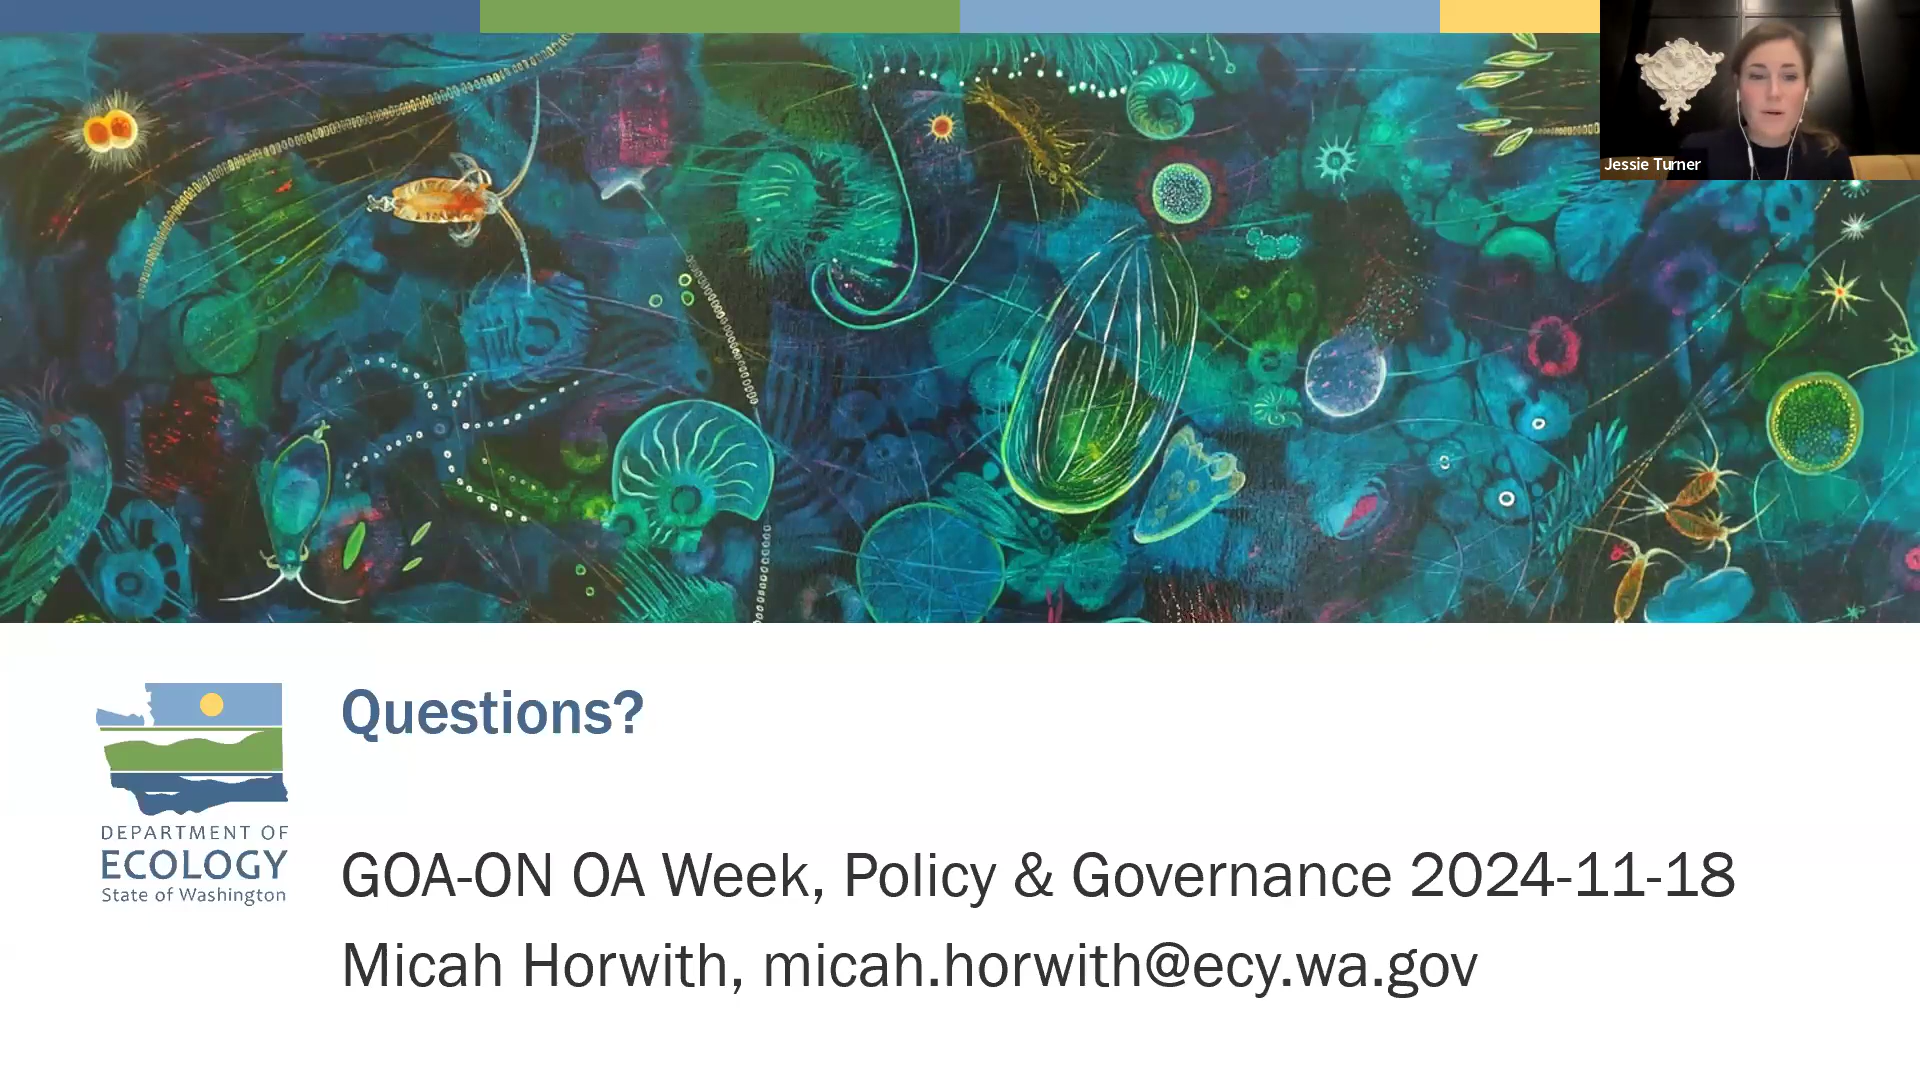 Jessie Turner
Questions?
DEPARTMENT OF
ECOLOGY
State of Washington
GOA-ON OA Week, Policy & Governance 2024-11-18
Micah Horwith, micah.horwith@ecy.wa.gov